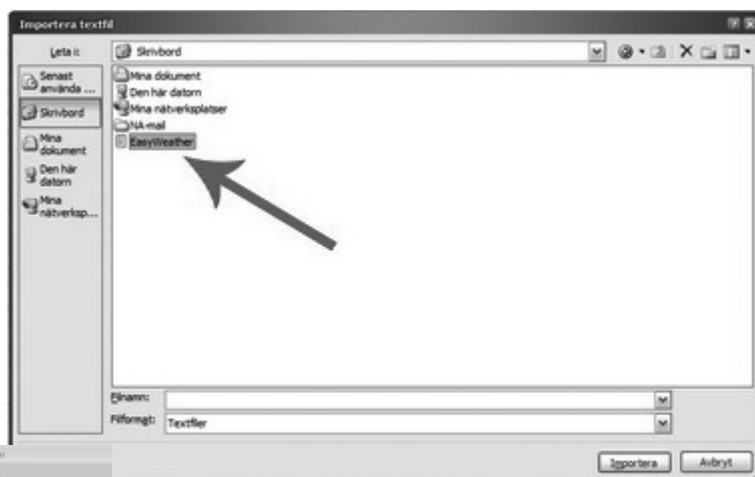 Importera textfil
Leta i: Skrivbord
Senast använda ...
Skrivbord
Mina dokument
Den här datorn
Mina nätverksp...
Mina dokument
Den här datorn
Mina nätverksplatser
NA-mail
EasyWeather
Filnamn:
Filformat: Textfiler
Importera Avbryt